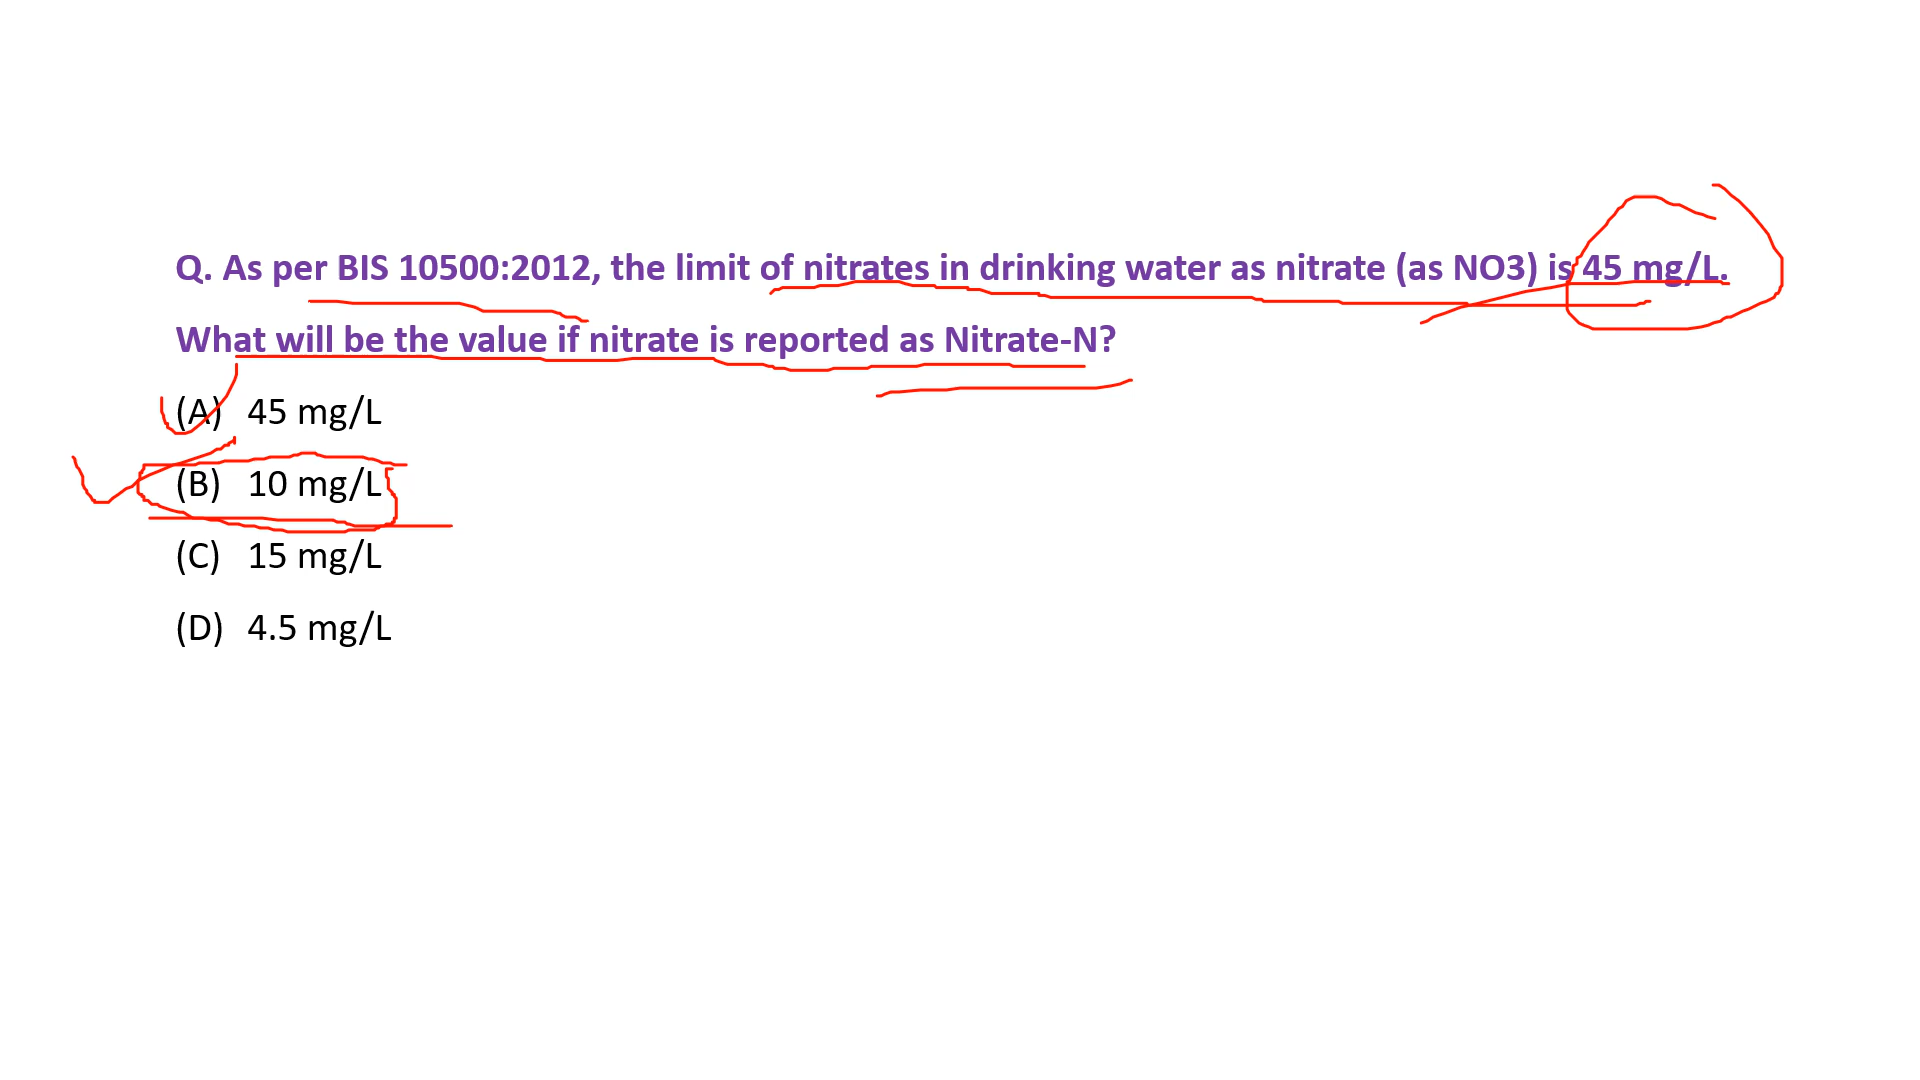 Q. As per BIS 10500:2012, the limit of nitrates in drinking water as nitrate (as NO3) is 45 mg/L.
What will be the value if nitrate is reported as Nitrate-N?
(A) 45 mg/L
(B) 10 mg/L
(C) 15 mg/L
(D) 4.5 mg/L